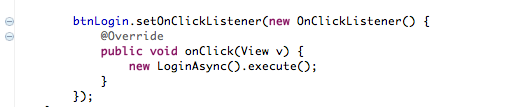 btnLogin.setOnClickListener(new OnClickListener() {
@Override
public void onClick(View v) {
new LoginAsync().execute();
}
});